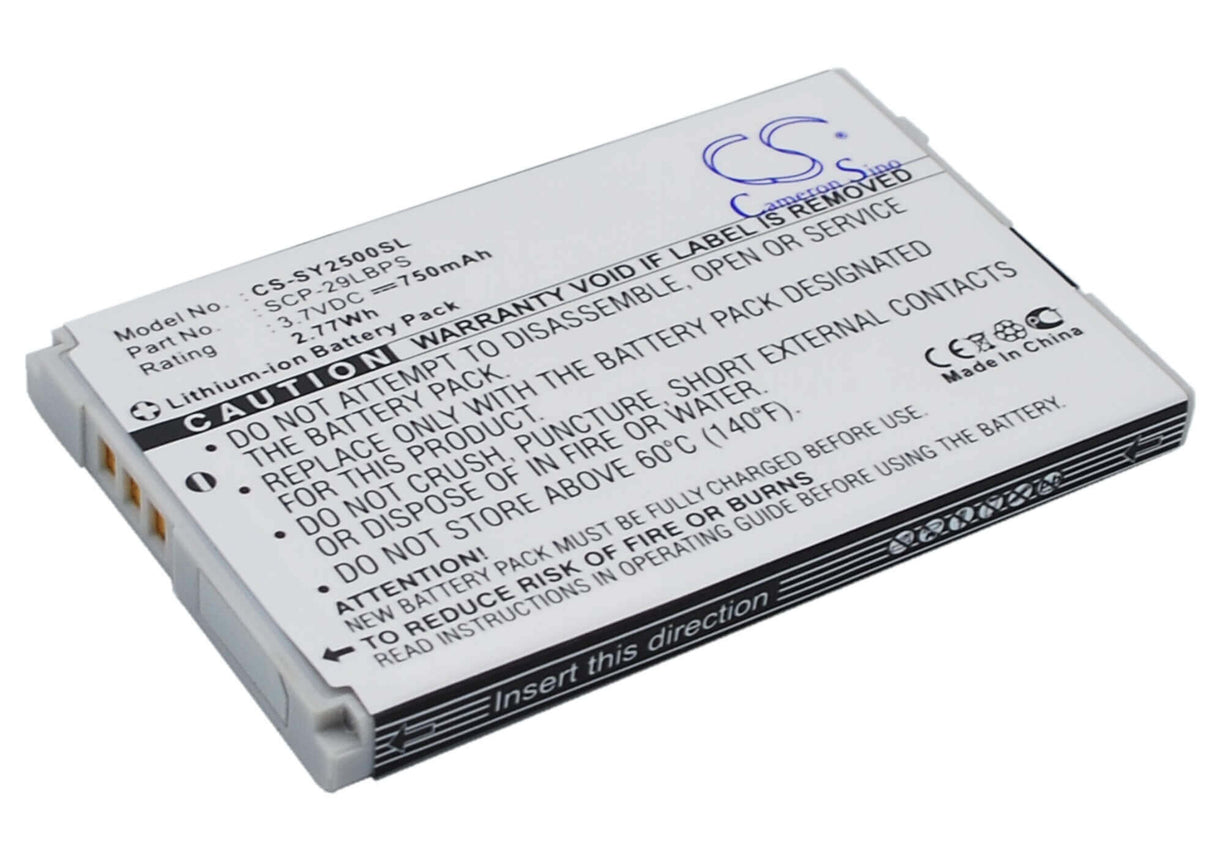 CS®
Cameron Sino
Model No. : CS-SY2500SL
Part No. : SCP-29LBPS
Rating : 3.7VDC ⎓750mAh
2.77Wh
Lithium-ion Battery Pack
CAUTION WARRANTY VOID IF LABEL IS REMOVED
• DO NOT ATTEMPT TO DISASSEMBLE, OPEN OR SERVICE
THE BATTERY PACK.
• REPLACE ONLY WITH THE BATTERY PACK DESIGNATED
FOR THIS PRODUCT.
• DO NOT CRUSH, PUNCTURE, SHORT EXTERNAL CONTACTS
OR DISPOSE OF IN FIRE OR WATER.
• DO NOT STORE ABOVE 60°C (140°F).
CE
Made in China
ATTENTION!
NEW BATTERY PACK MUST BE FULLY CHARGED BEFORE USE.
TO REDUCE RISK OF FIRE OR BURNS
READ INSTRUCTIONS IN OPERATING GUIDE BEFORE USING THE BATTERY.
Insert this direction